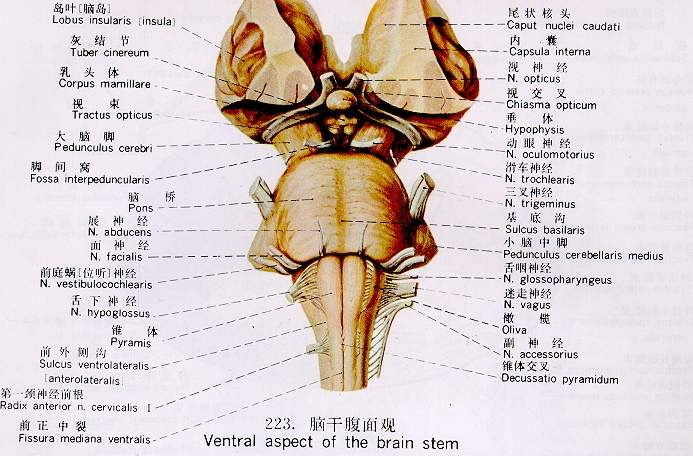 岛叶[脑岛]
Lobus insularis [insula]
灰结节
Tuber cinereum
乳头体
Corpus mamillare
视束
Tractus opticus
大脑脚
Pedunculus cerebri
脚间窝
Fossa interpeduncularis
脑桥
Pons
展神经
N. abducens
面神经
N. facialis
前庭蜗[位听]神经
N. vestibulocochlearis
舌下神经
N. hypoglossus
锥体
Pyramis
前外侧沟
Sulcus ventrolateralis
[anterolateralis]
第一颈神经前根
Radix anterior n. cervicalis I
前正中裂
Fissura mediana ventralis
尾状核头
Caput nuclei caudati
内囊
Capsula interna
视神经
N. opticus
视交叉
Chiasma opticum
垂体
Hypophysis
动眼神经
N. oculomotorius
滑车神经
N. trochlearis
三叉神经
N. trigeminus
基底沟
Sulcus basilaris
小脑中脚
Pedunculus cerebellaris medius
舌咽神经
N. glossopharyngeus
迷走神经
N. vagus
橄榄
Oliva
副神经
N. accessorius
锥体交叉
Decussatio pyramidum
223. 脑干腹面观
Ventral aspect of the brain stem